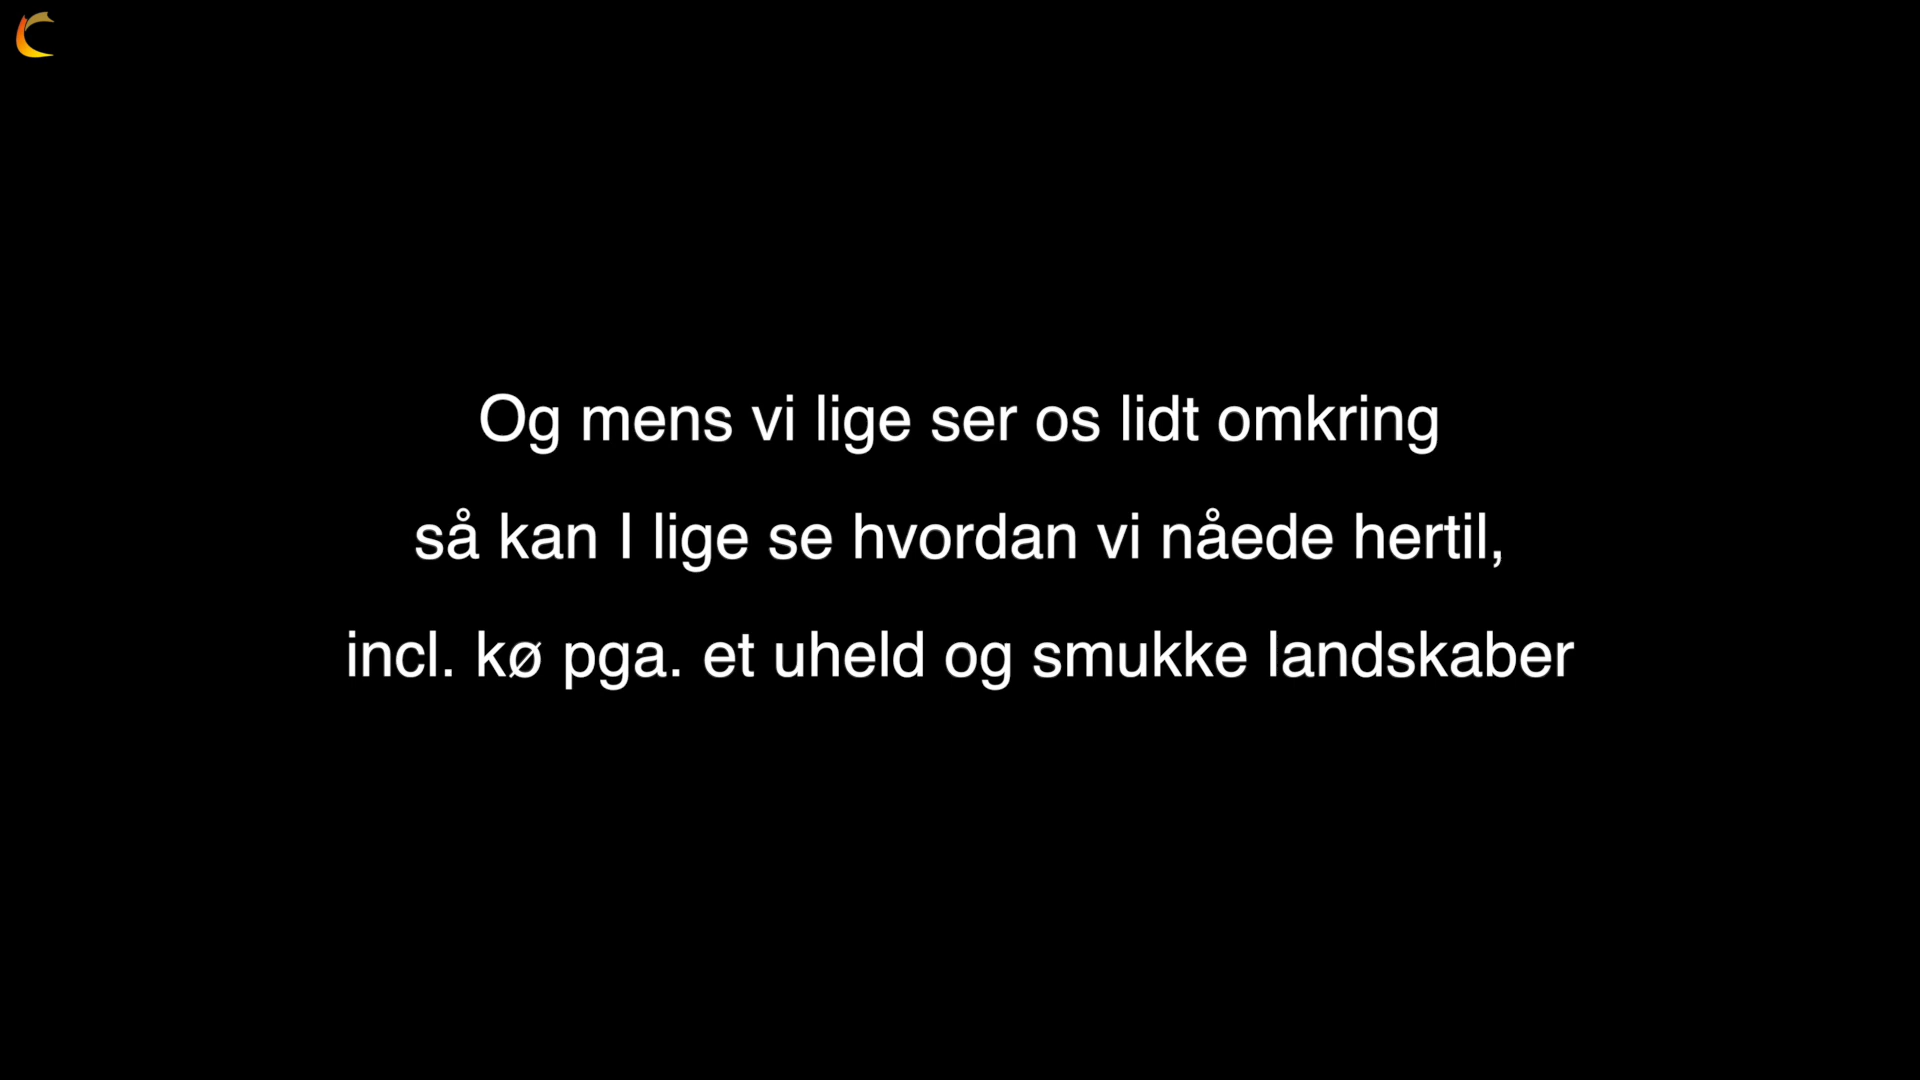 Og mens vi lige ser os lidt omkring
så kan I lige se hvordan vi nåede hertil,
incl. kø pga. et uheld og smukke landskaber